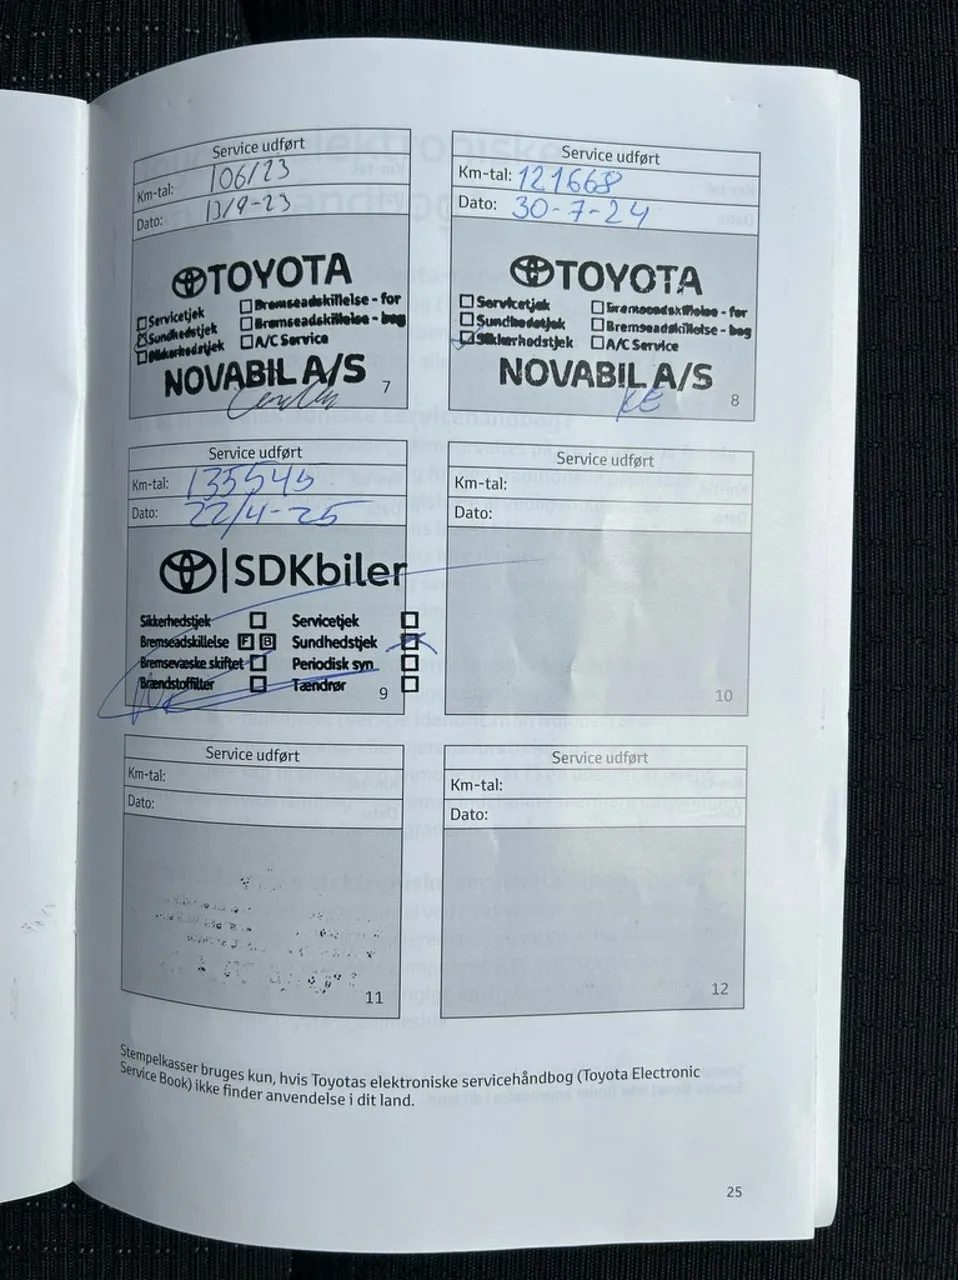 Service udført
Km-tal: 106123
Dato: 13/9-23
TOYOTA
Servicetjek
Bremseadskillelse - for
Sundhedstjek
Bremseadskillelse - bag
Sikkerhedstjek
A/C Service
NOVABIL A/S
7
Service udført
Km-tal: 121668
Dato: 30-7-24
TOYOTA
Servicetjek
Bremseadskillelse - for
Sundhedstjek
Bremseadskillelse - bag
Sikkerhedstjek
A/C Service
NOVABIL A/S
KE
8
Service udført
Km-tal: 135545
Dato: 22/4-25
SDKbiler
Sikkerhedstjek
Servicetjek
Bremseadskillelse F B
Sundhedstjek
Bremsevæske skiftet
Periodisk syn
Brændstoffilter
Tændrør
9
Service udført
Km-tal:
Dato:
10
Service udført
Km-tal:
Dato:
11
Service udført
Km-tal:
Dato:
12
Stempelkasser bruges kun, hvis Toyotas elektroniske servicehåndbog (Toyota Electronic
Service Book) ikke finder anvendelse i dit land.
25